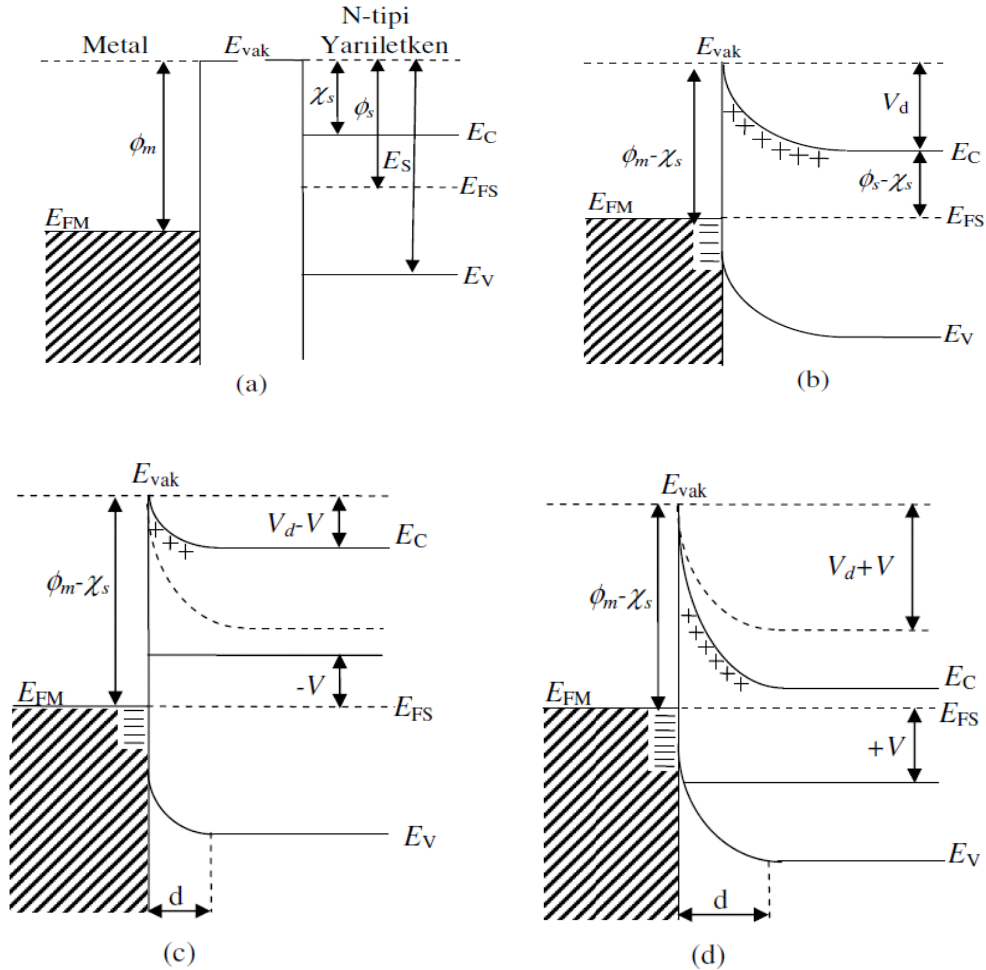 N-tipi
Metal E_vak Yarıiletken
χ_s
ϕ_s
ϕ_m
E_C
E_S
E_FS
E_FM
E_V
(a)
E_vak
V_d
E_C
ϕ_m-χ_s
ϕ_s-χ_s
E_FM
E_FS
E_V
(b)
E_vak
V_d-V
E_C
ϕ_m-χ_s
-V
E_FM
E_FS
E_V
d
(c)
E_vak
V_d+V
ϕ_m-χ_s
E_C
E_FM
E_FS
+V
E_V
d
(d)